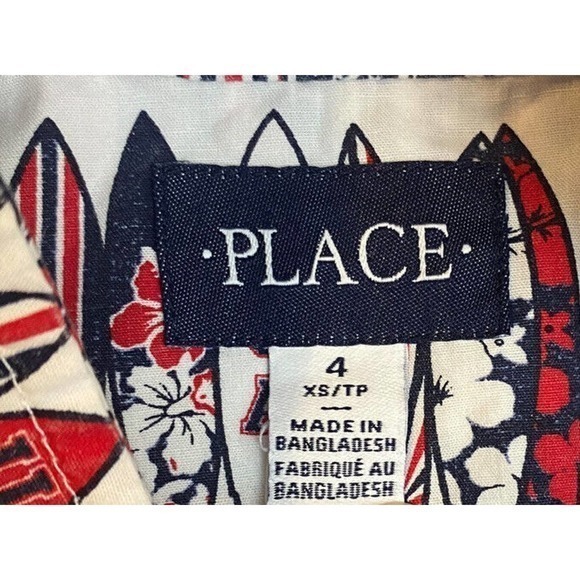 · PLACE ·
4
XS/TP
MADE IN
BANGLADESH
FABRIQUÉ AU
BANGLADESH